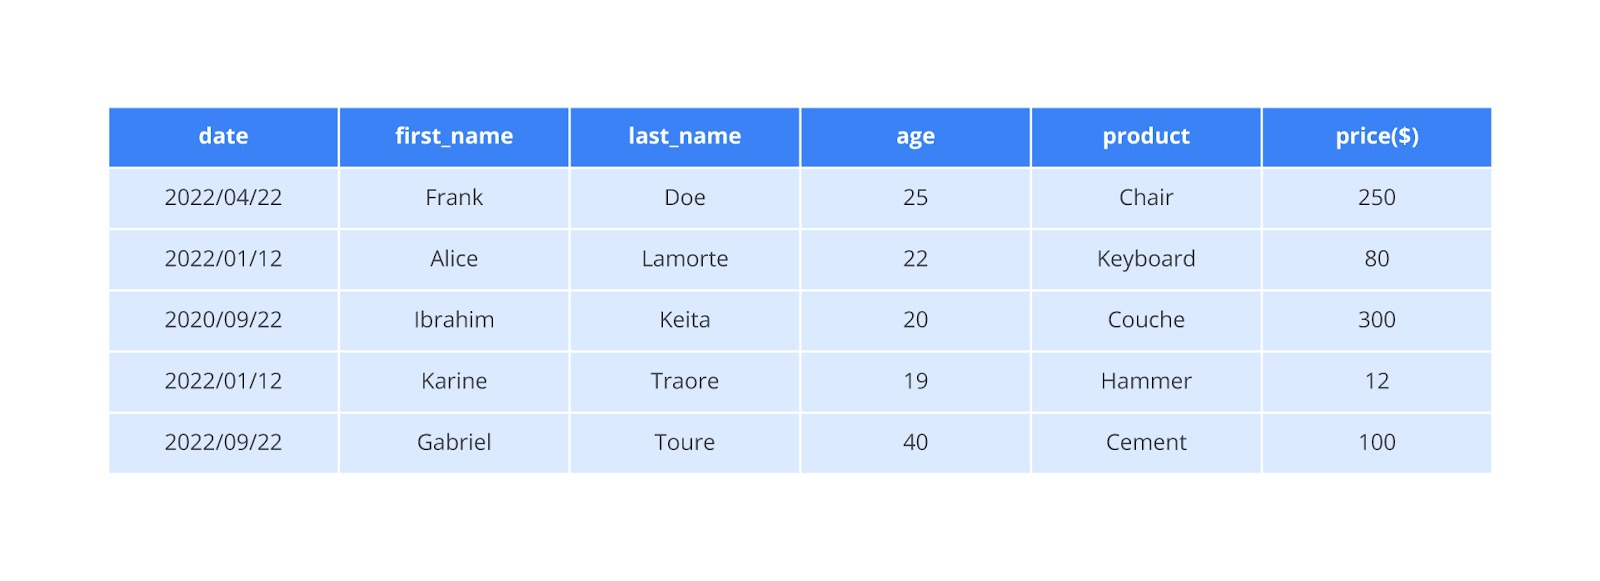 date first_name last_name age product price($)
2022/04/22 Frank Doe 25 Chair 250
2022/01/12 Alice Lamorte 22 Keyboard 80
2020/09/22 Ibrahim Keita 20 Couche 300
2022/01/12 Karine Traore 19 Hammer 12
2022/09/22 Gabriel Toure 40 Cement 100